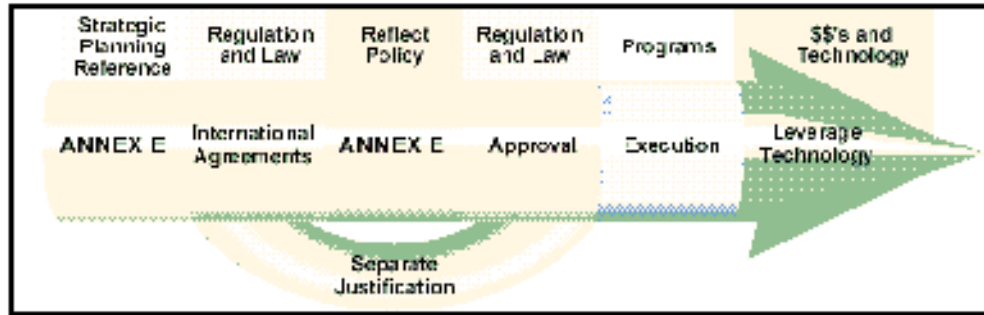 Strategic
Planning
Reference
Regulation
and Law
Reflect
Policy
Regulation
and Law
Programs
$$'s and
Technology
ANNEX E
International
Agreements
ANNEX E
Approval
Execution
Leverage
Technology
Separate
Justification